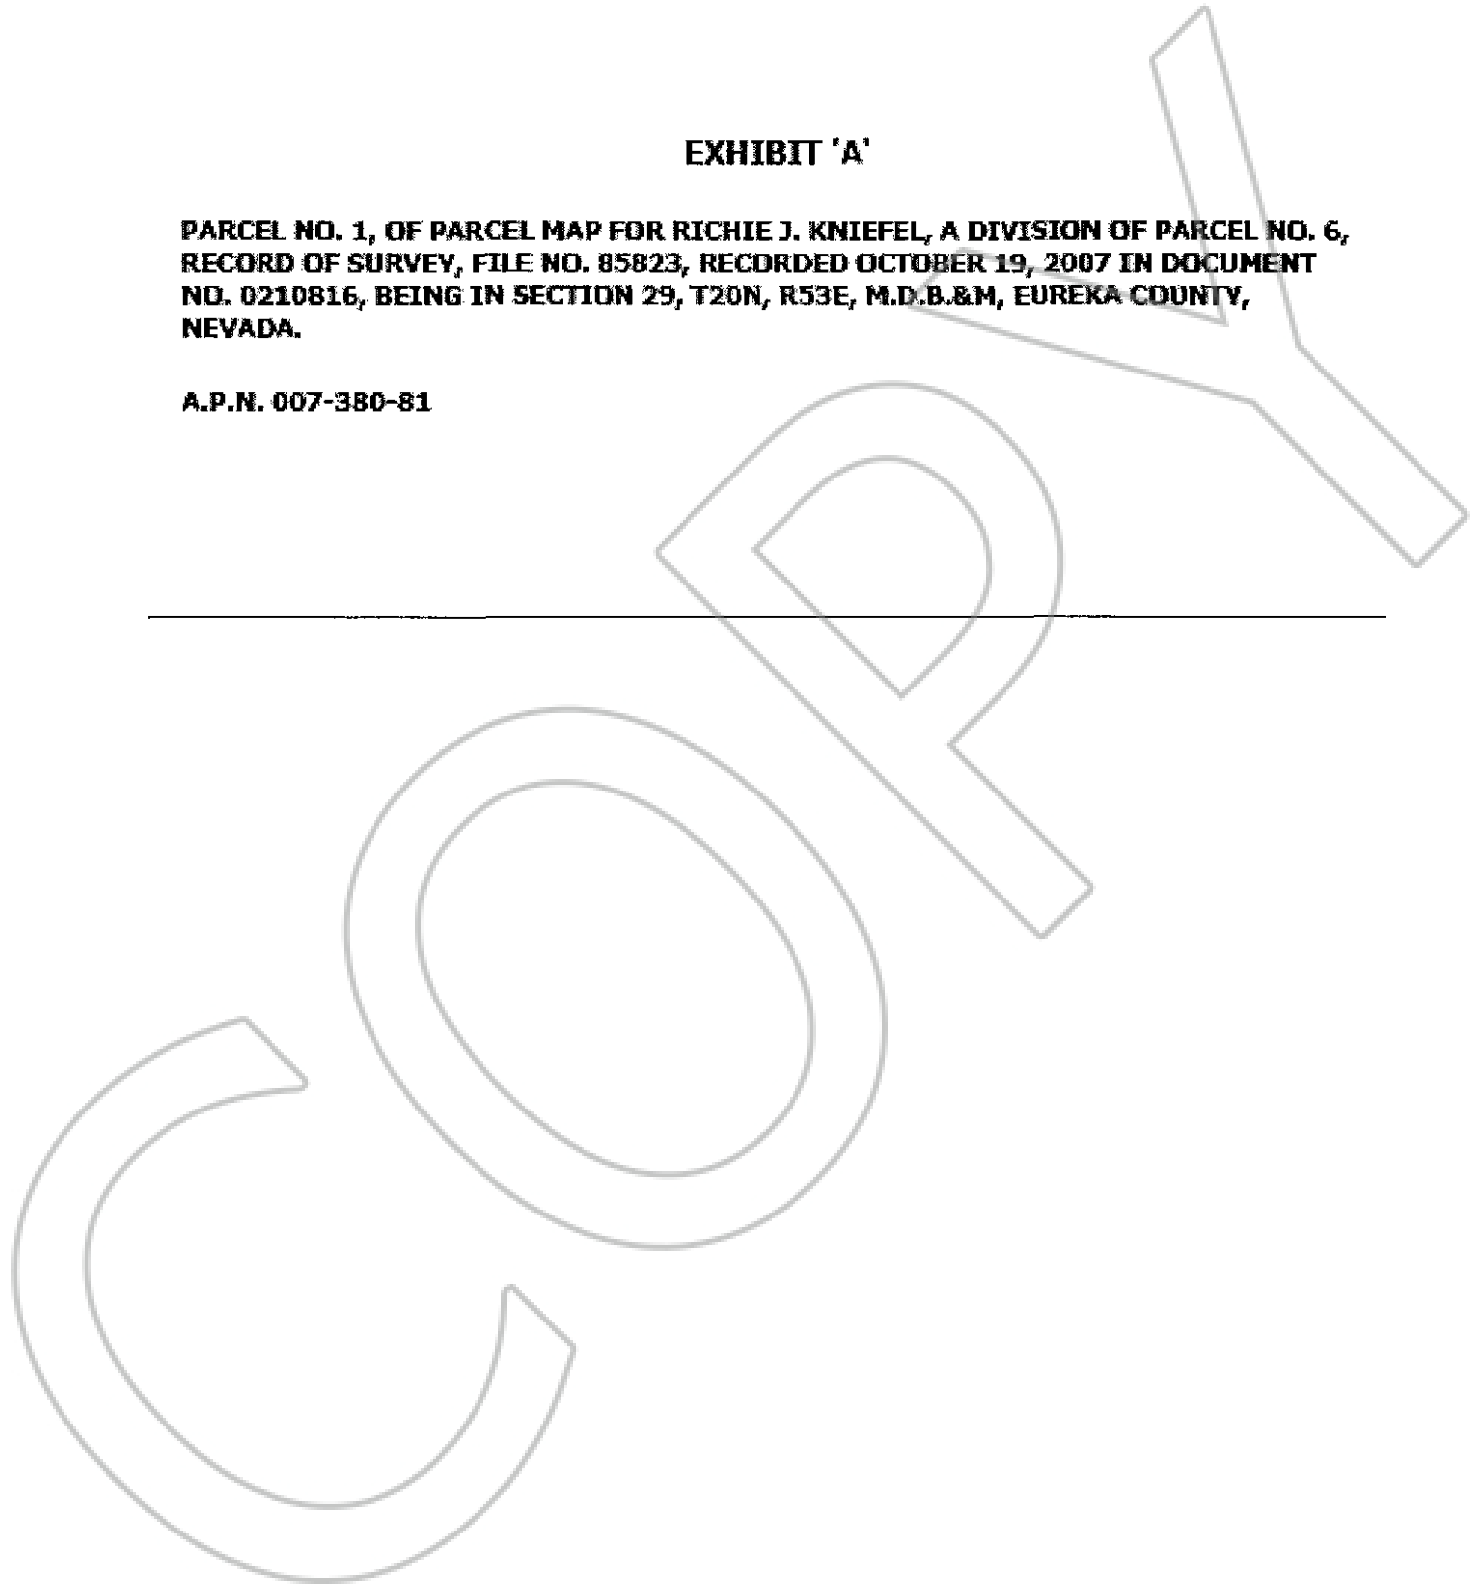 EXHIBIT 'A'
PARCEL NO. 1, OF PARCEL MAP FOR RICHIE J. KNIEFEL, A DIVISION OF PARCEL NO. 6,
RECORD OF SURVEY, FILE NO. 85823, RECORDED OCTOBER 19, 2007 IN DOCUMENT
NO. 0210816, BEING IN SECTION 29, T20N, R53E, M.D.B.&M, EUREKA COUNTY,
NEVADA.
A.P.N. 007-380-81
COPY